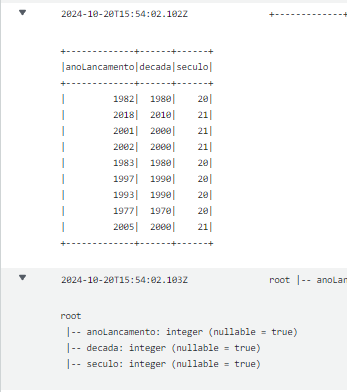 2024-10-20T15:54:02.102Z +-------------+
+-------------+------+------+
|anoLancamento|decada|seculo|
+-------------+------+------+
|         1982|  1980|    20|
|         2018|  2010|    21|
|         2001|  2000|    21|
|         2002|  2000|    21|
|         1983|  1980|    20|
|         1997|  1990|    20|
|         1993|  1990|    20|
|         1977|  1970|    20|
|         2005|  2000|    21|
+-------------+------+------+
2024-10-20T15:54:02.103Z root |-- anoLan
root
|-- anoLancamento: integer (nullable = true)
|-- decada: integer (nullable = true)
|-- seculo: integer (nullable = true)